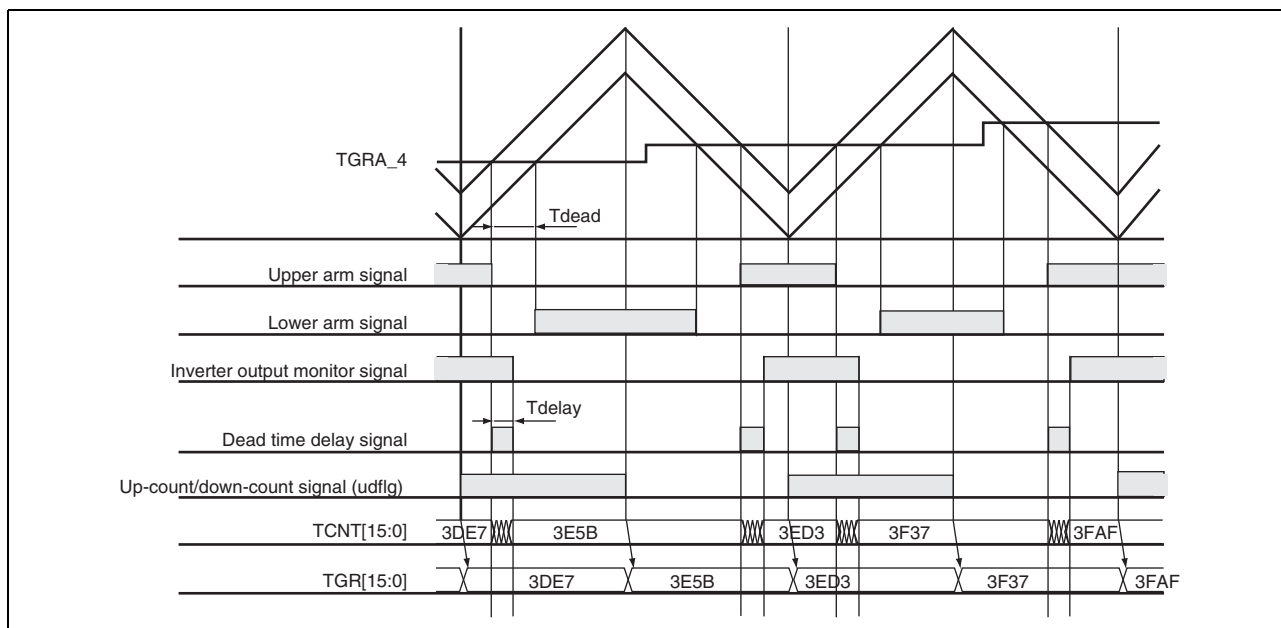 TGRA_4
Tdead
Upper arm signal
Lower arm signal
Inverter output monitor signal
Tdelay
Dead time delay signal
Up-count/down-count signal (udflg)
TCNT[15:0] 3DE7 3E5B 3ED3 3F37 3FAF
TGR[15:0] 3DE7 3E5B 3ED3 3F37 3FAF